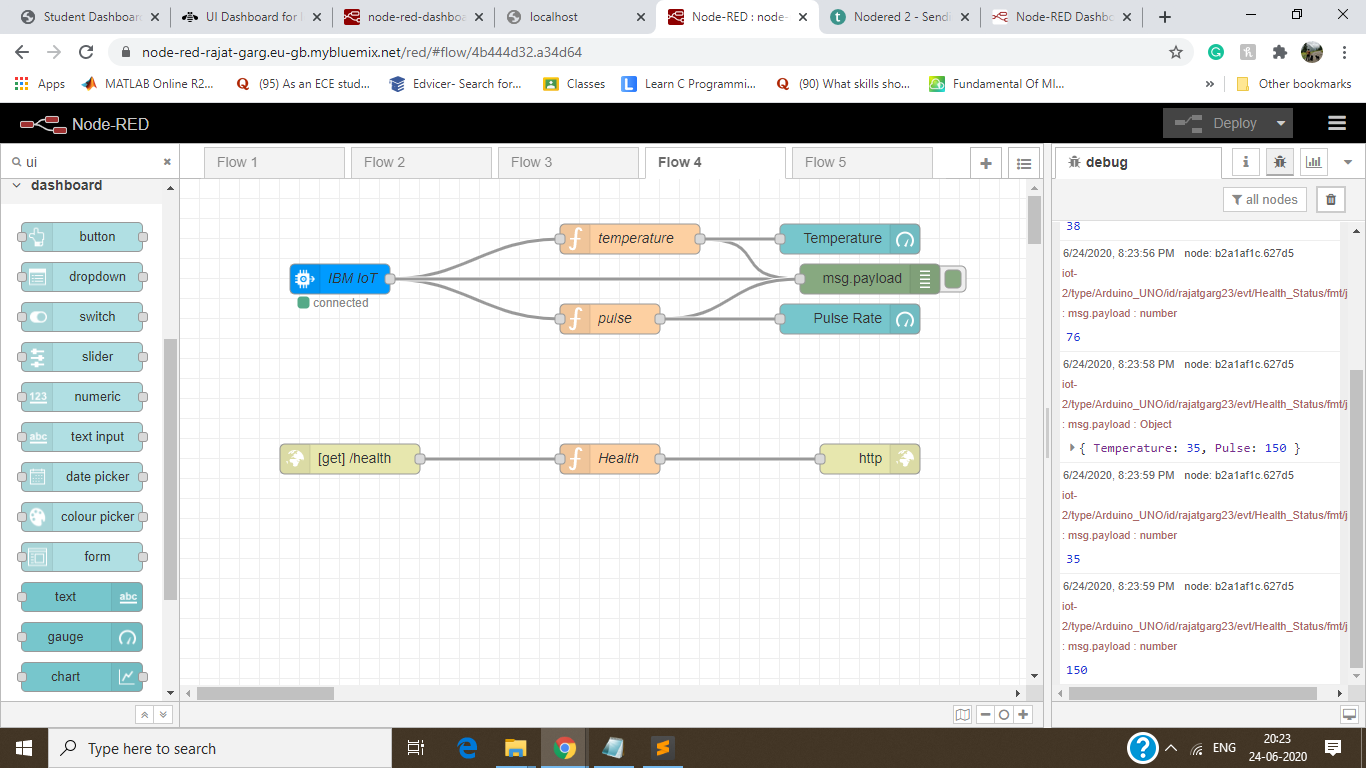 Student Dashboar
UI Dashboard for I
node-red-dashboa
localhost
Node-RED : node-
Nodered 2 - Sendi
Node-RED Dashbo
node-red-rajat-garg.eu-gb.mybluemix.net/red/#flow/4b444d32.a34d64
Apps
MATLAB Online R2...
(95) As an ECE stud...
Edvicer- Search for...
Classes
Learn C Programmi...
(90) What skills sho...
Fundamental Of MI...
Other bookmarks
Node-RED
Deploy
ui
Flow 1
Flow 2
Flow 3
Flow 4
Flow 5
debug
dashboard
button
dropdown
switch
slider
123 numeric
abc text input
date picker
colour picker
form
text abc
gauge
chart
temperature
Temperature
IBM IoT
connected
msg.payload
pulse
Pulse Rate
[get] /health
Health
http
all nodes
38
6/24/2020, 8:23:56 PM node: b2a1af1c.627d5
iot-
2/type/Arduino_UNO/id/rajatgarg23/evt/Health_Status/fmt/j
: msg.payload : number
76
6/24/2020, 8:23:58 PM node: b2a1af1c.627d5
iot-
2/type/Arduino_UNO/id/rajatgarg23/evt/Health_Status/fmt/j
: msg.payload : Object
{ Temperature: 35, Pulse: 150 }
6/24/2020, 8:23:59 PM node: b2a1af1c.627d5
iot-
2/type/Arduino_UNO/id/rajatgarg23/evt/Health_Status/fmt/j
: msg.payload : number
35
6/24/2020, 8:23:59 PM node: b2a1af1c.627d5
iot-
2/type/Arduino_UNO/id/rajatgarg23/evt/Health_Status/fmt/j
: msg.payload : number
150
Type here to search
ENG
20:23
24-06-2020